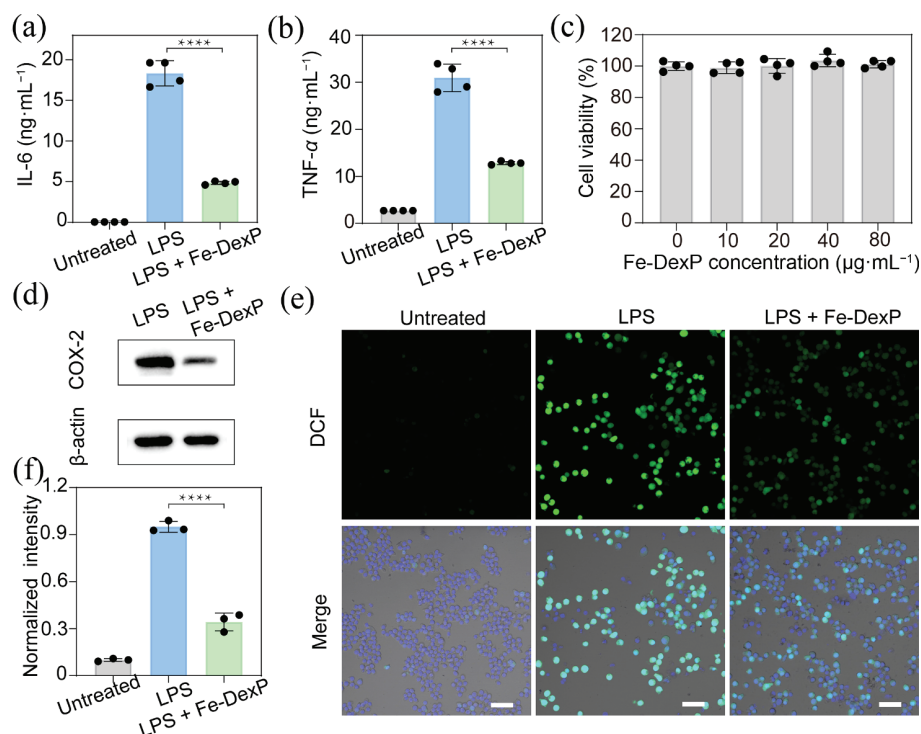 (a)
IL-6 (ng·mL⁻¹)
20
15
10
5
0
****
Untreated
LPS
LPS + Fe-DexP
(b)
TNF-α (ng·mL⁻¹)
40
30
20
10
0
****
Untreated
LPS
LPS + Fe-DexP
(c)
Cell viability (%)
120
100
80
60
40
20
0
0 10 20 40 80
Fe-DexP concentration (μg·mL⁻¹)
(d)
LPS
LPS +
Fe-DexP
COX-2
β-actin
(e)
Untreated LPS LPS + Fe-DexP
DCF
Merge
(f)
Normalized intensity
1.2
0.9
0.6
0.3
0
****
Untreated
LPS
LPS + Fe-DexP